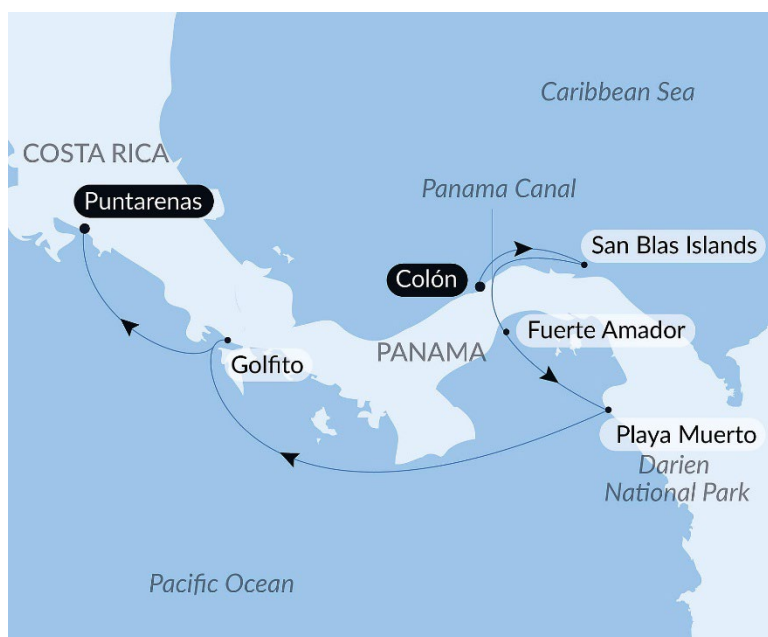 Caribbean Sea
COSTA RICA
Panama Canal
Puntarenas
San Blas Islands
Colón
Fuerte Amador
PANAMA
Golfito
Playa Muerto
Darien
National Park
Pacific Ocean